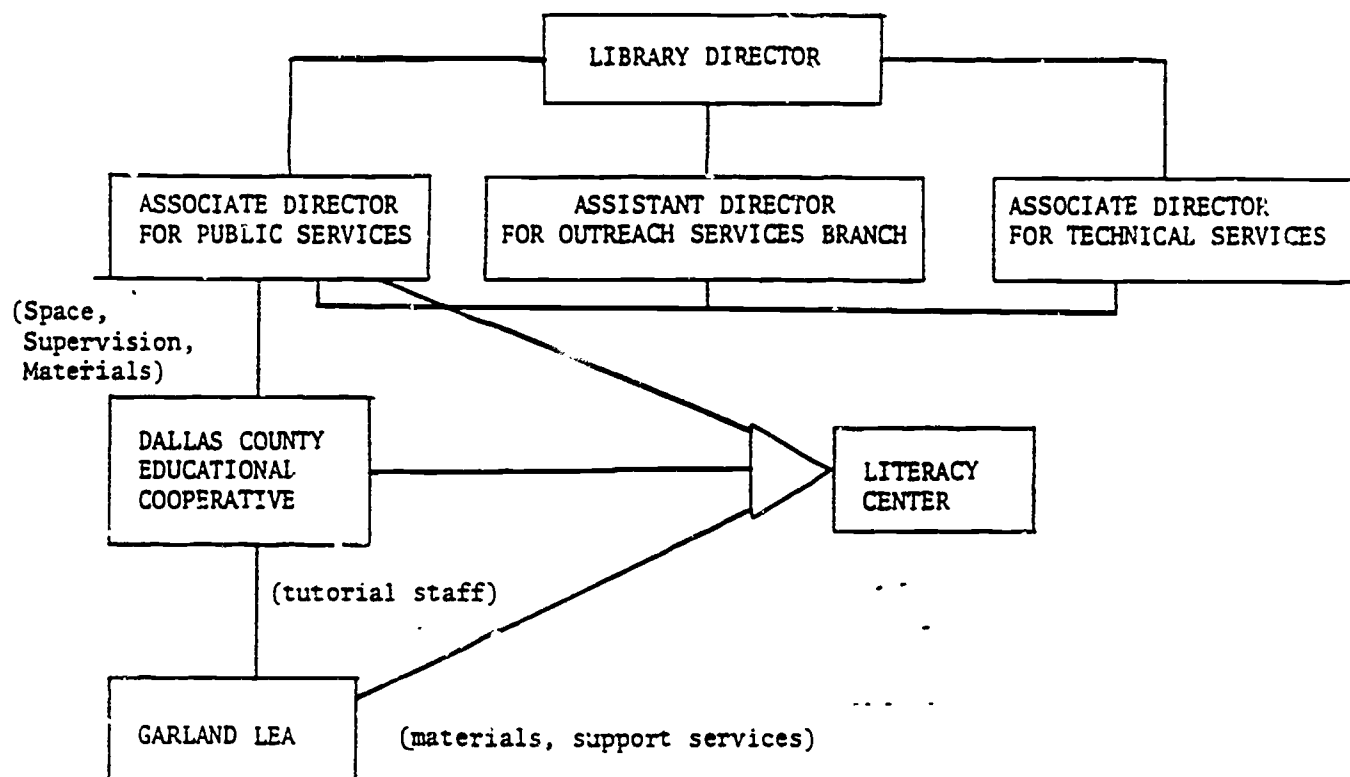 LIBRARY DIRECTOR
ASSOCIATE DIRECTOR
FOR PUBLIC SERVICES
ASSISTANT DIRECTOR
FOR OUTREACH SERVICES BRANCH
ASSOCIATE DIRECTOR
FOR TECHNICAL SERVICES
(Space,
Supervision,
Materials)
DALLAS COUNTY
EDUCATIONAL
COOPERATIVE
LITERACY
CENTER
(tutorial staff)
GARLAND LEA
(materials, support services)